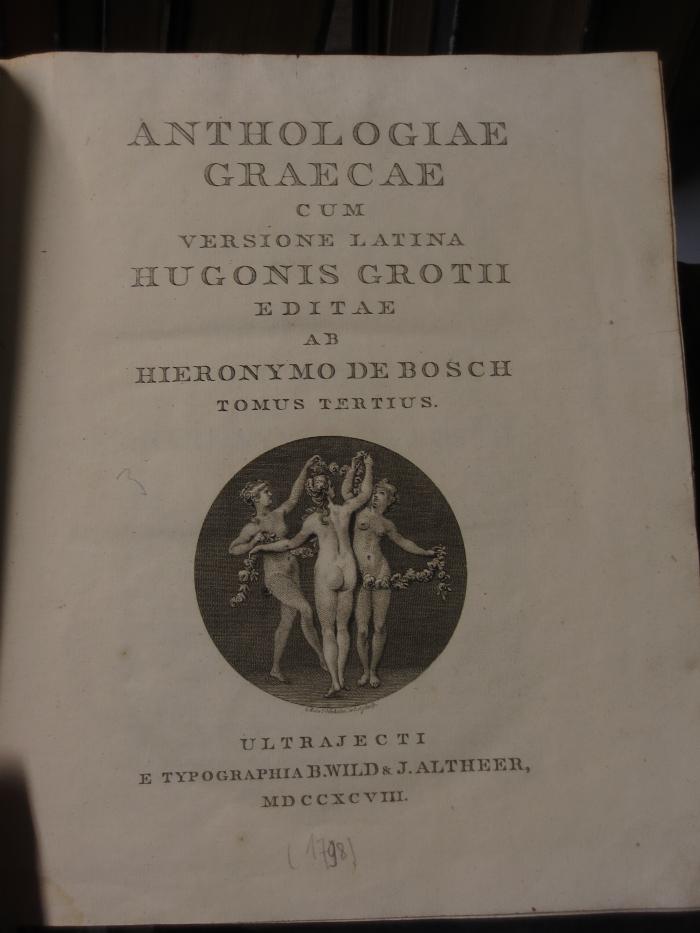 ANTHOLOGIAE
GRAECAE
CUM
VERSIONE LATINA
HUGONIS GROTII
EDITAE
AB
HIERONYMO DE BOSCH
TOMUS TERTIUS.
3
ULTRAJECTI
E TYPOGRAPHIA B. WILD & J. ALTHEER,
MDCCXCVIII.
(1798)